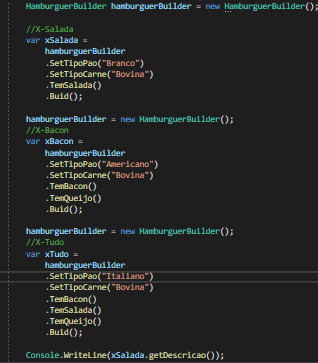 HamburguerBuilder hamburguerBuilder = new HamburguerBuilder();
//X-Salada
var xSalada =
hamburguerBuilder
.SetTipoPao("Branco")
.SetTipoCarne("Bovina")
.TemSalada()
.Buid();
hamburguerBuilder = new HamburguerBuilder();
//X-Bacon
var xBacon =
hamburguerBuilder
.SetTipoPao("Americano")
.SetTipoCarne("Bovina")
.TemBacon()
.TemQueijo()
.Buid();
hamburguerBuilder = new HamburguerBuilder();
//X-Tudo
var xTudo =
hamburguerBuilder
.SetTipoPao("Italiano")
.SetTipoCarne("Bovina")
.TemBacon()
.TemSalada()
.TemQueijo()
.Buid();
Console.WriteLine(xSalada.getDescricao());